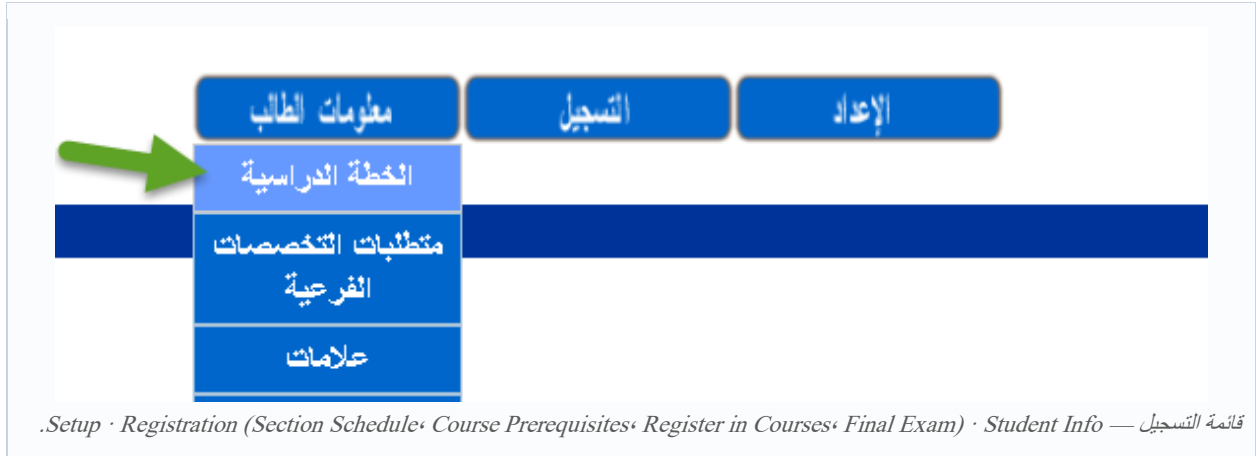 الإعداد
التسجيل
معلومات الطالب
الخطة الدراسية
متطلبات التخصصات
الفرعية
علامات
قائمة التسجيل — Setup · Registration (Section Schedule، Course Prerequisites، Register in Courses، Final Exam) · Student Info.